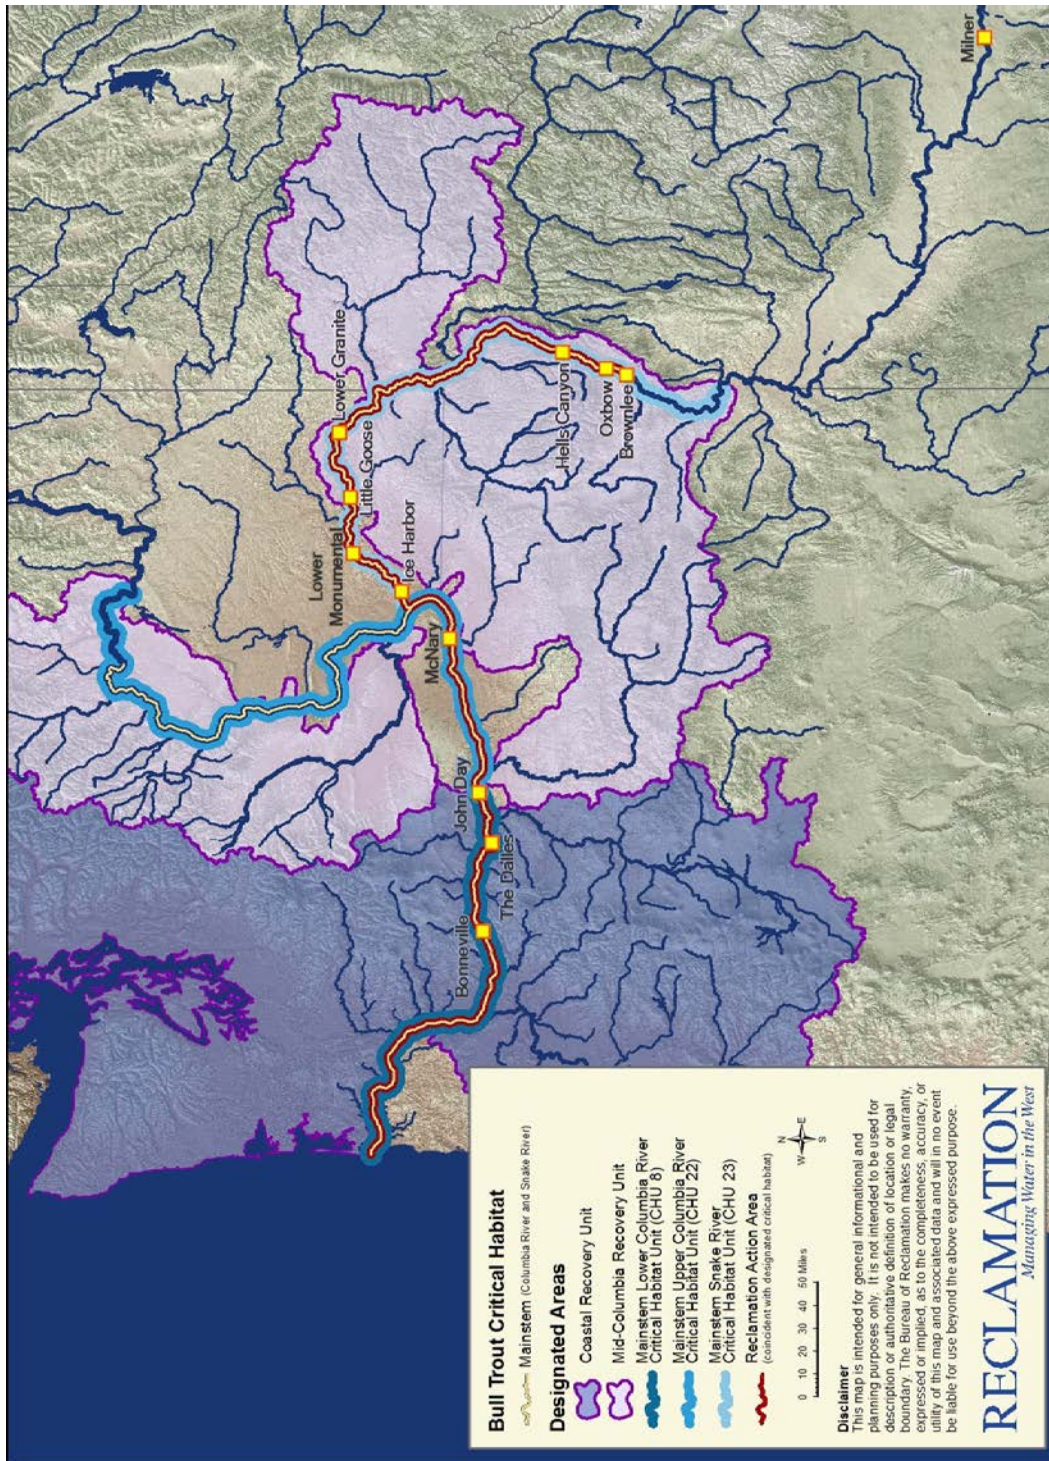 Milner
Lower Granite
Little Goose
Lower
Monumental
Ice Harbor
Hells Canyon
Oxbow
Brownlee
McNary
John Day
The Dalles
Bonneville
Bull Trout Critical Habitat
Mainstem (Columbia River and Snake River)
Designated Areas
Coastal Recovery Unit
Mid-Columbia Recovery Unit
Mainstem Lower Columbia River
Critical Habitat Unit (CHU 8)
Mainstem Upper Columbia River
Critical Habitat Unit (CHU 22)
Mainstem Snake River
Critical Habitat Unit (CHU 23)
Reclamation Action Area
(coincident with designated critical habitat)
0 10 20 30 40 50 Miles
N
W E
S
Disclaimer
This map is intended for general informational and
planning purposes only. It is not intended to be used for
description or authoritative definition of location or legal
boundary. The Bureau of Reclamation makes no warranty,
expressed or implied, as to the completeness, accuracy, or
utility of this map and associated data and will in no event
be liable for use beyond the above expressed purpose.
RECLAMATION
Managing Water in the West